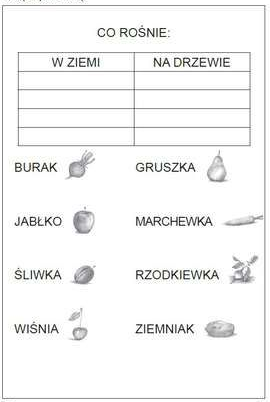 CO ROŚNIE:
W ZIEMI NA DRZEWIE
BURAK GRUSZKA
JABŁKO MARCHEWKA
ŚLIWKA RZODKIEWKA
WIŚNIA ZIEMNIAK